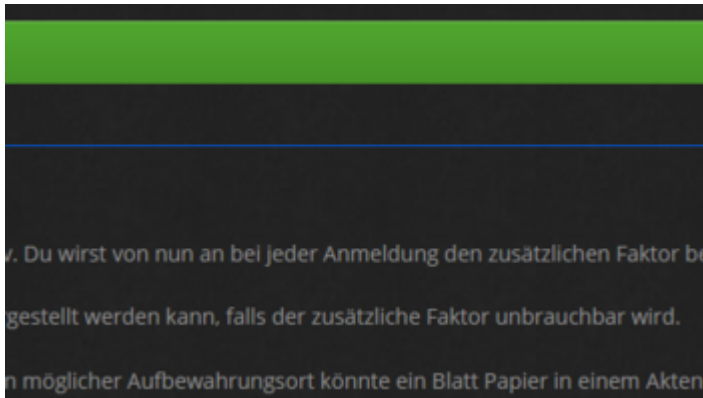 v. Du wirst von nun an bei jeder Anmeldung den zusätzlichen Faktor be
rgestellt werden kann, falls der zusätzliche Faktor unbrauchbar wird.
n möglicher Aufbewahrungsort könnte ein Blatt Papier in einem Akten